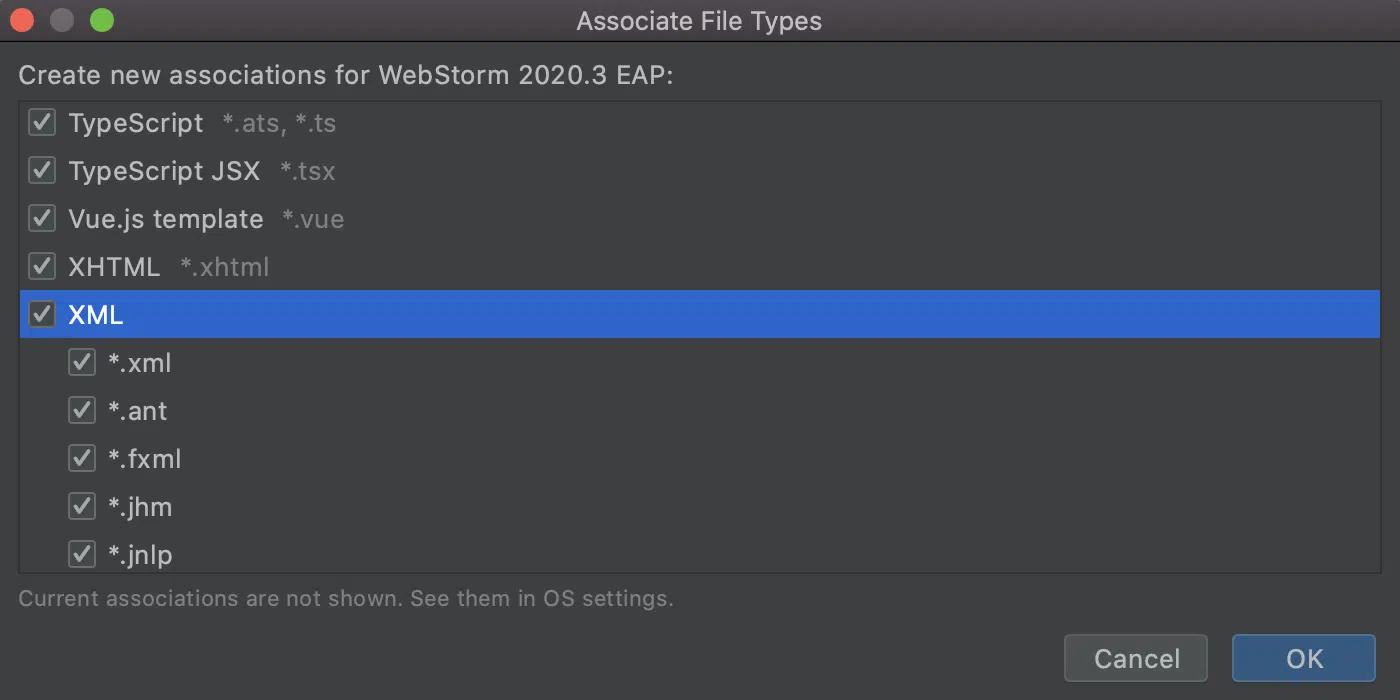 Associate File Types
Create new associations for WebStorm 2020.3 EAP:
TypeScript *.ats, *.ts
TypeScript JSX *.tsx
Vue.js template *.vue
XHTML *.xhtml
XML
*.xml
*.ant
*.fxml
*.jhm
*.jnlp
Current associations are not shown. See them in OS settings.
Cancel OK